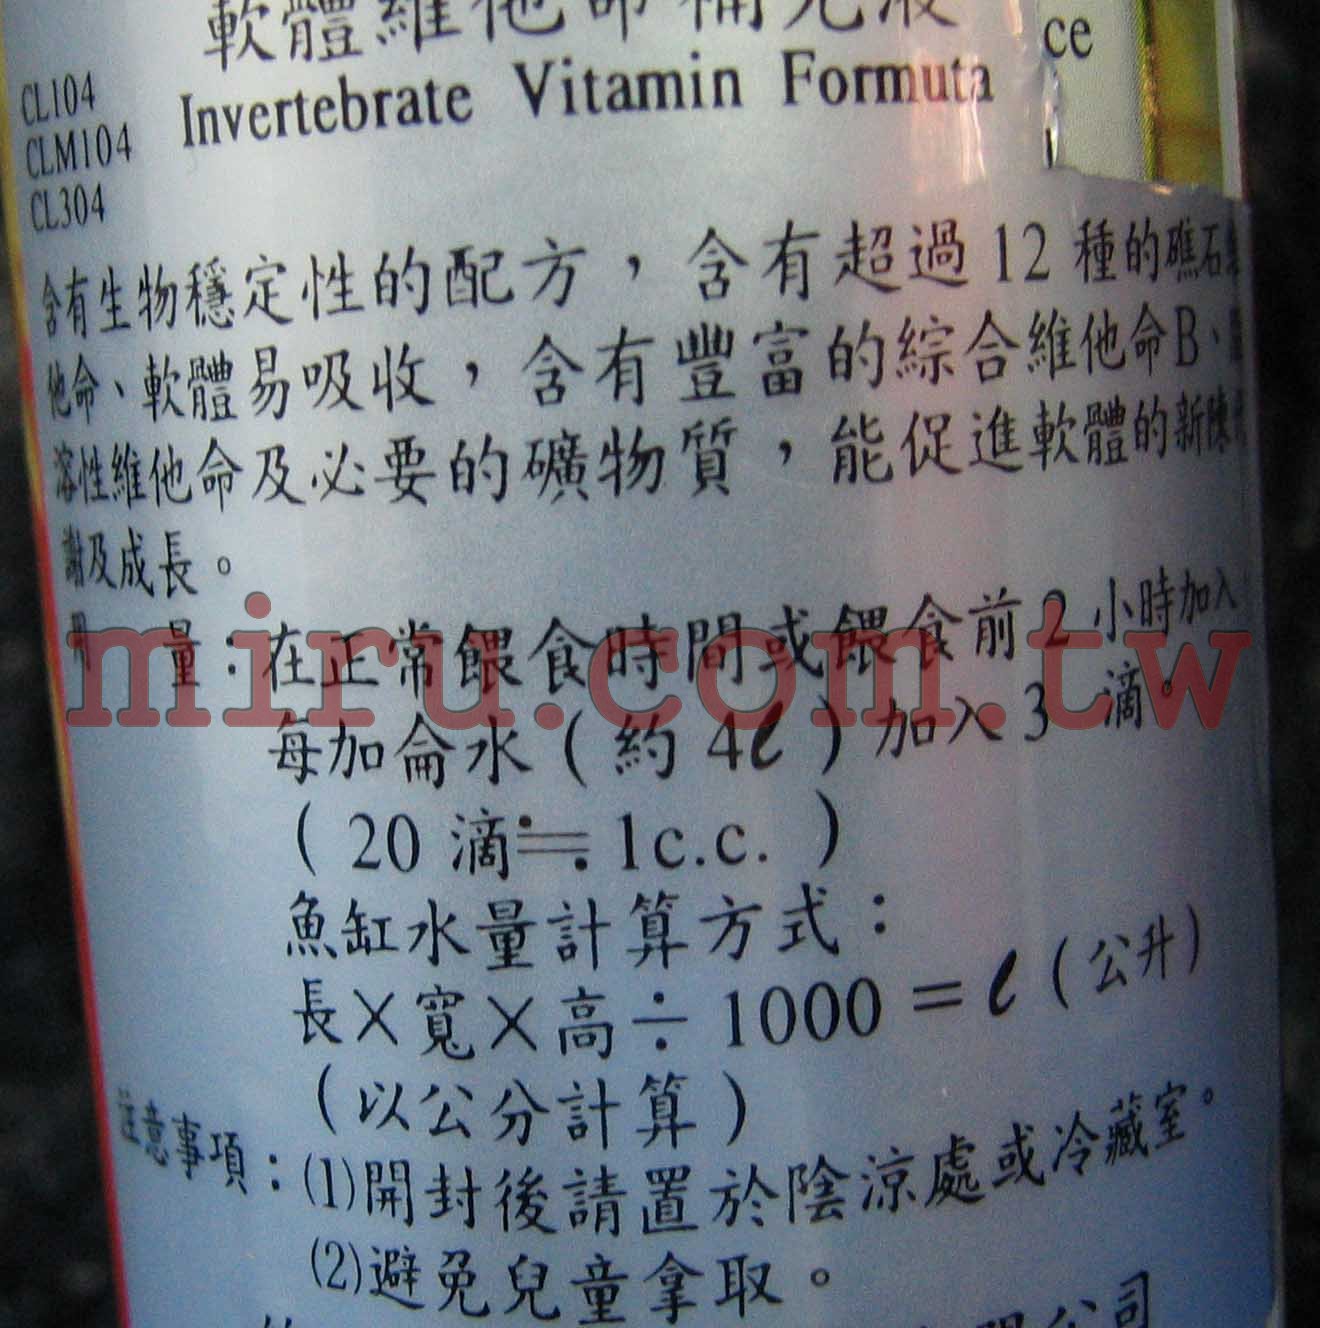 軟體維他命補充液
ce
CL104
CLM104
CL304
Invertebrate Vitamin Formuta
含有生物穩定性的配方，含有超過12種的礁石
他命、軟體易吸收，含有豐富的綜合維他命B、
溶性維他命及必要的礦物質，能促進軟體的新陳
謝及成長。
用 量：在正常餵食時間或餵食前2小時加入
每加侖水(約4ℓ)加入3 滴。
(20滴≒1c.c. )
魚缸水量計算方式：
長×寬×高÷1000=ℓ(公升)
(以公分計算)
注意事項：(1)開封後請置於陰涼處或冷藏室。
(2)避免兒童拿取。
公司
miru.com.tw